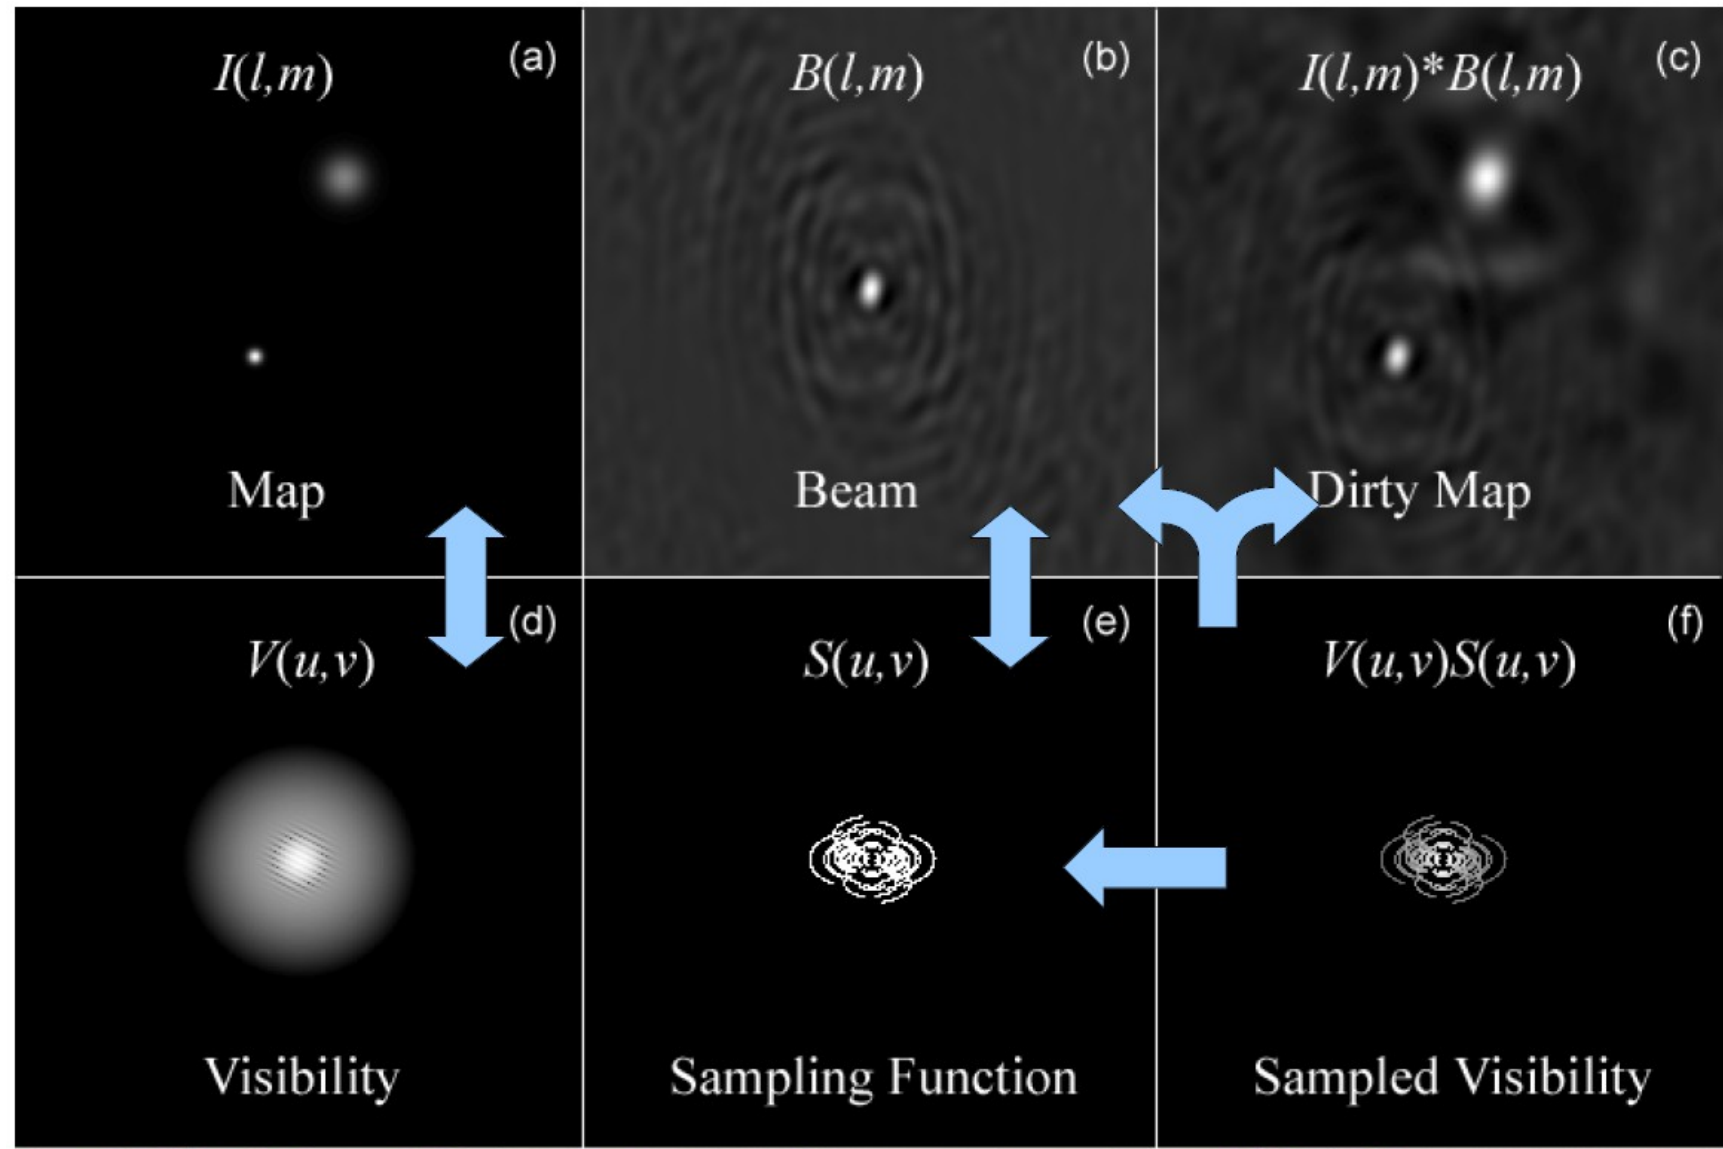 (a)
I(l,m)
Map
(b)
B(l,m)
Beam
(c)
I(l,m)*B(l,m)
Dirty Map
(d)
V(u,v)
Visibility
(e)
S(u,v)
Sampling Function
(f)
V(u,v)S(u,v)
Sampled Visibility